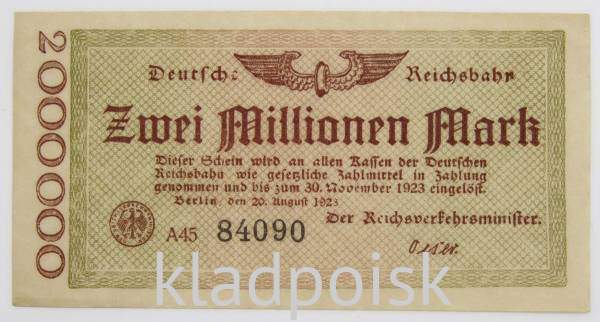 2000000
Deutsche Reichsbahn
Zwei Millionen Mark
Dieser Schein wird an allen Kassen der Deutschen
Reichsbahn wie gesetzliche Zahlmittel in Zahlung
genommen und bis zum 30. November 1923 eingelöst.
Berlin, den 20. August 1923
Der Reichsverkehrsminister.
A45 84090
Oeser.
kladpoisk